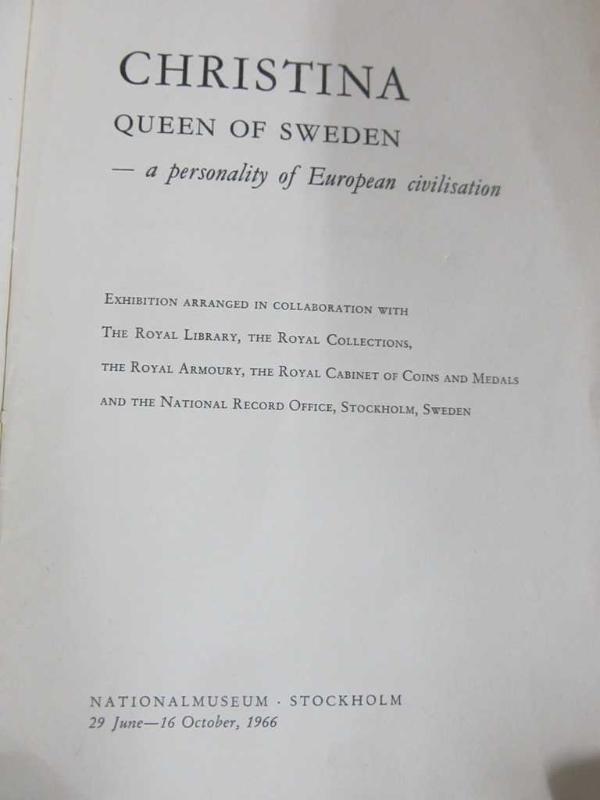 CHRISTINA
QUEEN OF SWEDEN
— a personality of European civilisation
EXHIBITION ARRANGED IN COLLABORATION WITH
THE ROYAL LIBRARY, THE ROYAL COLLECTIONS,
THE ROYAL ARMOURY, THE ROYAL CABINET OF COINS AND MEDALS
AND THE NATIONAL RECORD OFFICE, STOCKHOLM, SWEDEN
NATIONALMUSEUM · STOCKHOLM
29 June—16 October, 1966